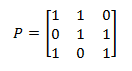 P = [1 1 0
0 1 1
1 0 1]